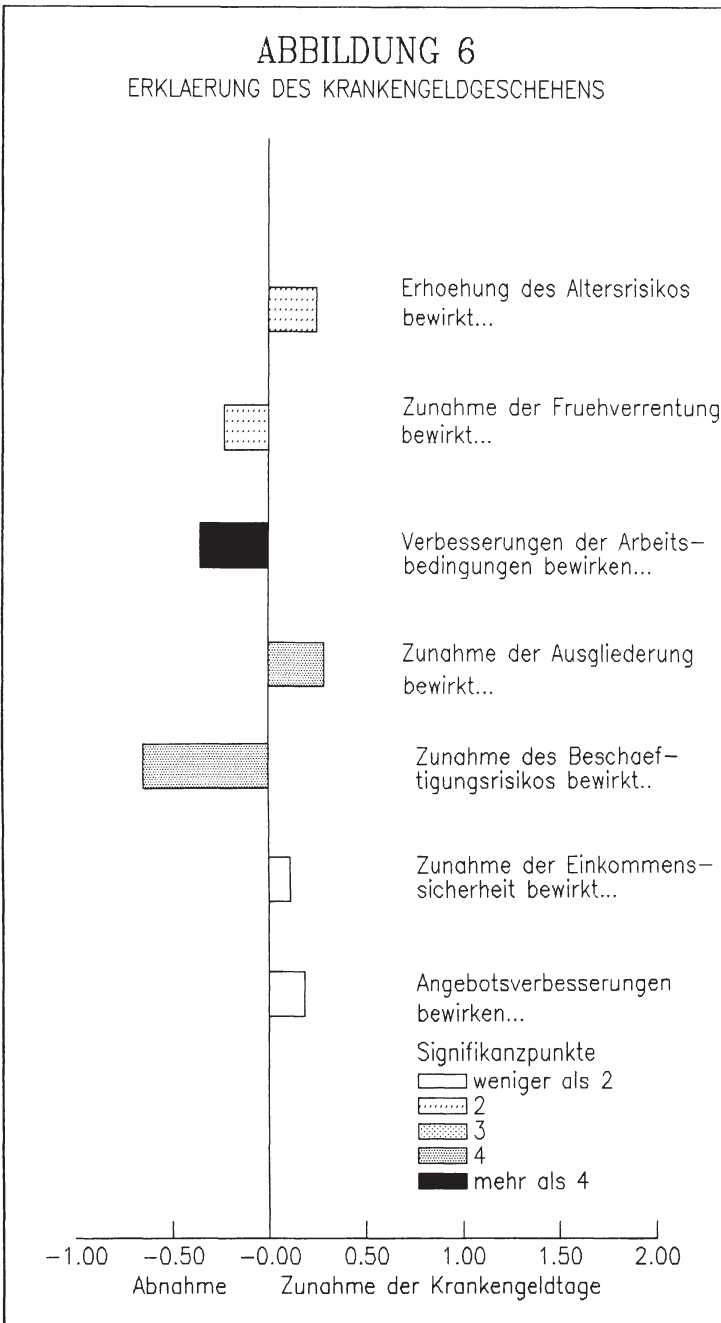 ABBILDUNG 6
ERKLAERUNG DES KRANKENGELDGESCHEHENS
Erhoehung des Altersrisikos
bewirkt...
Zunahme der Fruehverrentung
bewirkt...
Verbesserungen der Arbeits-
bedingungen bewirken...
Zunahme der Ausgliederung
bewirkt...
Zunahme des Beschaef-
tigungsrisikos bewirkt..
Zunahme der Einkommens-
sicherheit bewirkt...
Angebotsverbesserungen
bewirken...
Signifikanzpunkte
weniger als 2
2
3
4
mehr als 4
-1.00 -0.50 -0.00 0.50 1.00 1.50 2.00
Abnahme Zunahme der Krankengeldtage